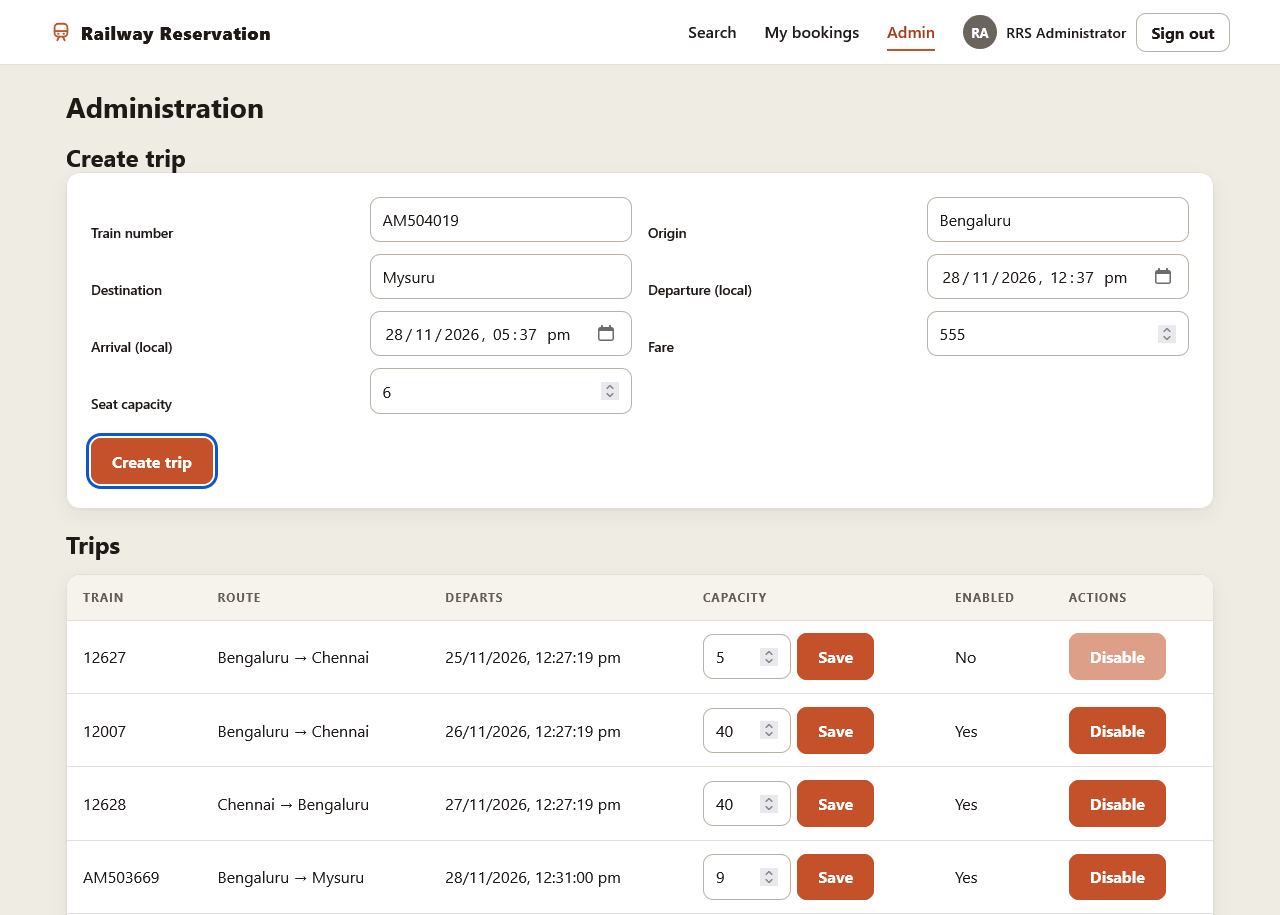 Railway Reservation
Search My bookings Admin RA RRS Administrator Sign out
Administration
Create trip
Train number AM504019 Origin Bengaluru
Destination Mysuru Departure (local) 28/11/2026, 12:37 pm
Arrival (local) 28/11/2026, 05:37 pm Fare 555
Seat capacity 6
Create trip
Trips
TRAIN ROUTE DEPARTS CAPACITY ENABLED ACTIONS
12627 Bengaluru → Chennai 25/11/2026, 12:27:19 pm 5 Save No Disable
12007 Bengaluru → Chennai 26/11/2026, 12:27:19 pm 40 Save Yes Disable
12628 Chennai → Bengaluru 27/11/2026, 12:27:19 pm 40 Save Yes Disable
AM503669 Bengaluru → Mysuru 28/11/2026, 12:31:00 pm 9 Save Yes Disable